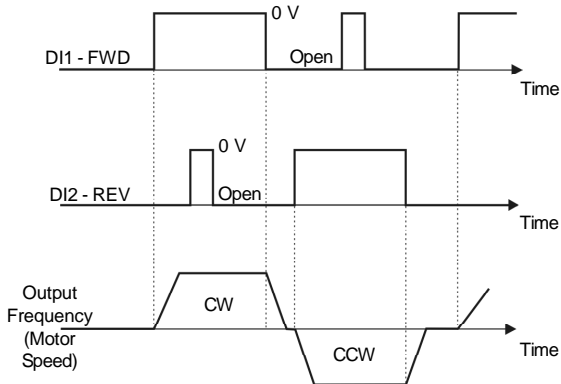 0 V
DI1 - FWD
Open
Time
0 V
DI2 - REV
Open
Time
Output
Frequency
(Motor
Speed)
CW
CCW
Time